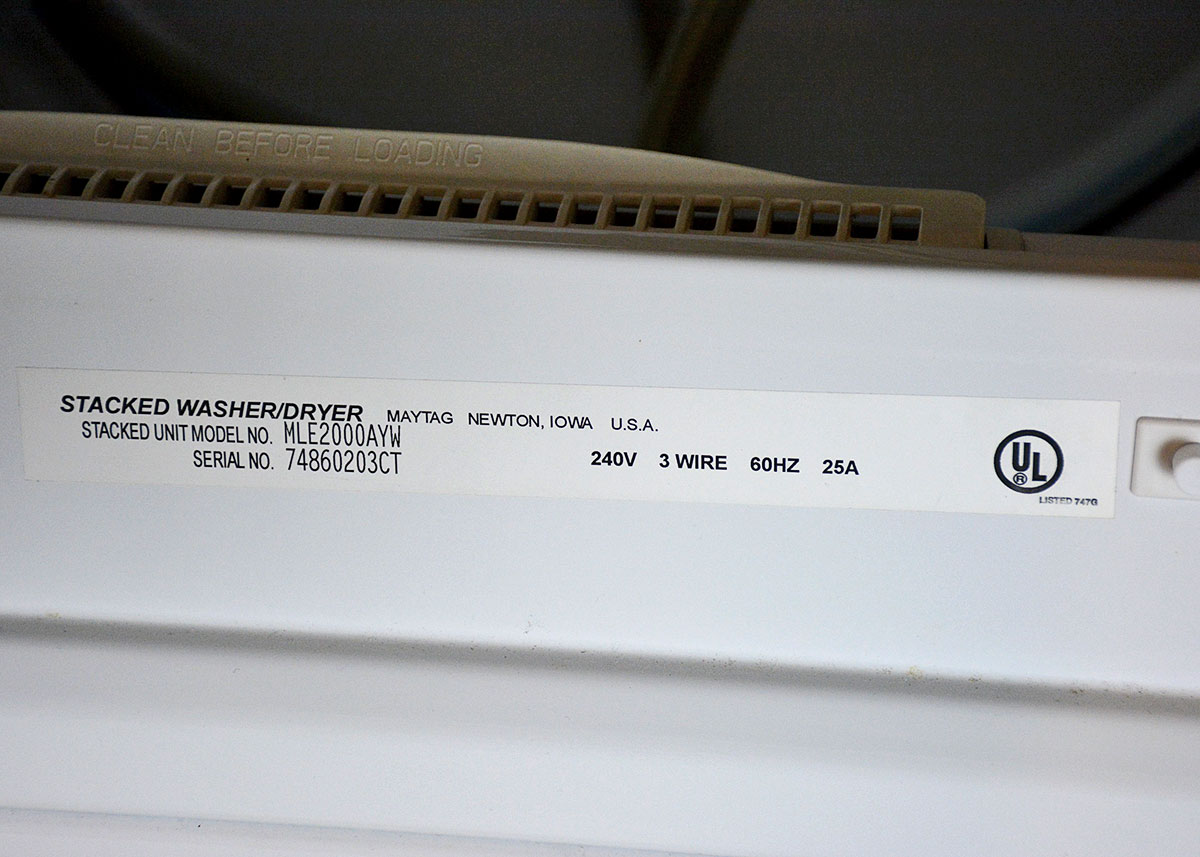 CLEAN BEFORE LOADING
STACKED WASHER/DRYER MAYTAG NEWTON, IOWA U.S.A.
STACKED UNIT MODEL NO. MLE2000AYW
SERIAL NO. 74860203CT 240V 3 WIRE 60HZ 25A
UL ®
LISTED 747G